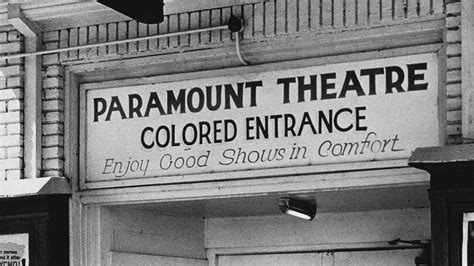 PARAMOUNT THEATRE
COLORED ENTRANCE
Enjoy Good Shows in Comfort